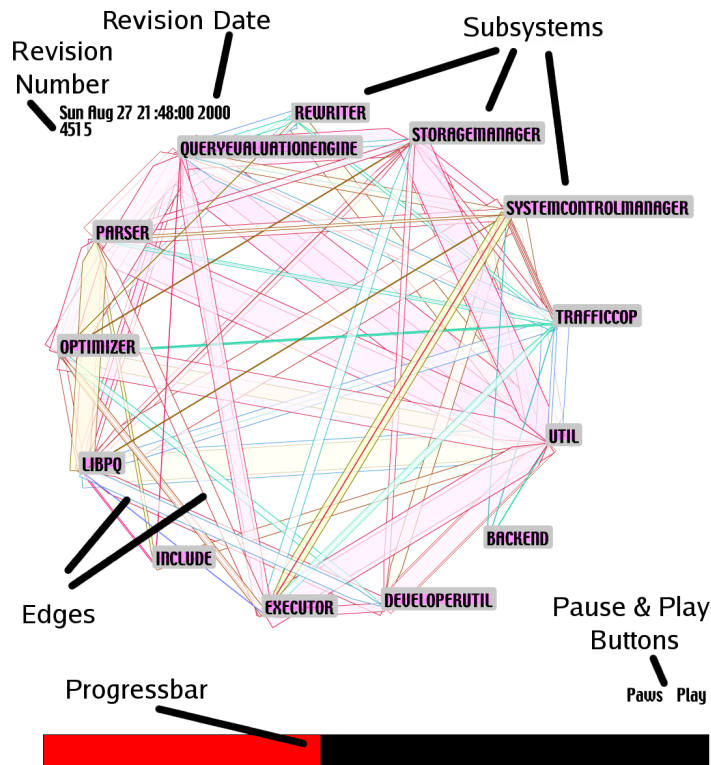 Revision Date
Subsystems
Revision
Number
Sun Aug 27 21:48:00 2000
4515
REWRITER
STORAGEMANAGER
QUERYEVALUATIONENGINE
SYSTEMCONTROLMANAGER
PARSER
TRAFFICCOP
OPTIMIZER
UTIL
LIBPQ
BACKEND
INCLUDE
EXECUTOR
DEVELOPERUTIL
Edges
Pause & Play
Buttons
Progressbar
Paws Play